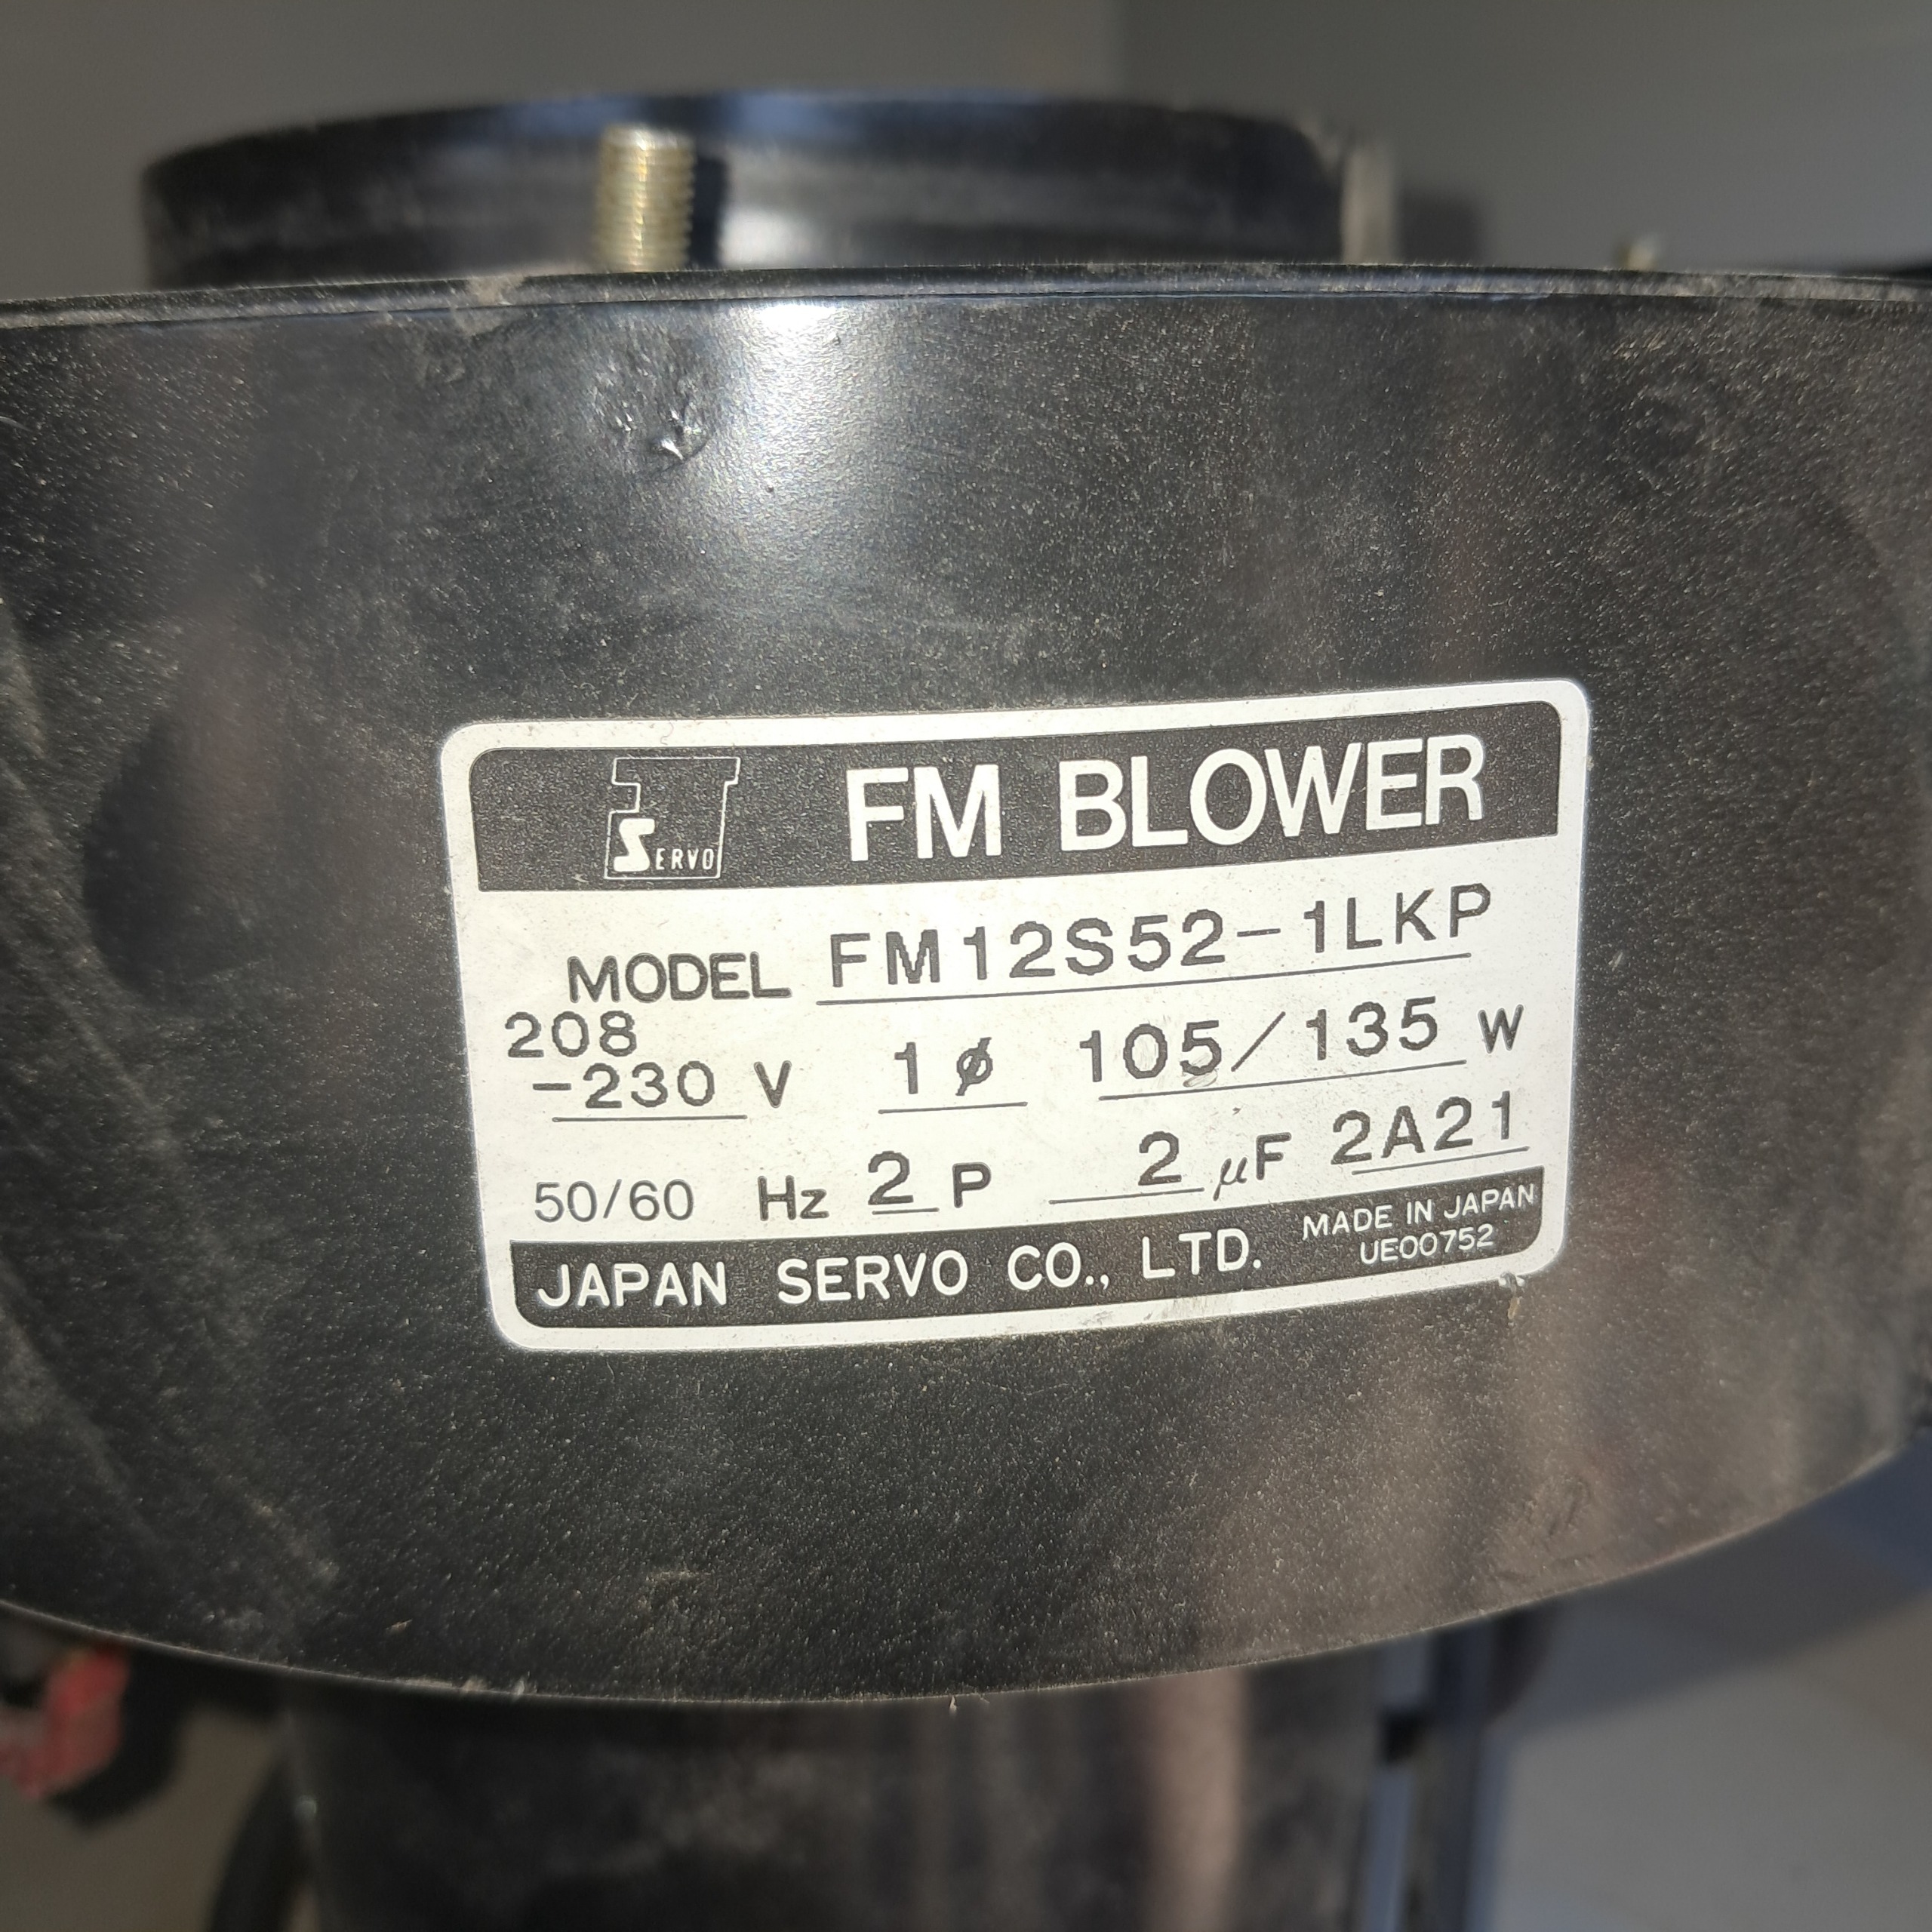 SERVO FM BLOWER
MODEL FM12S52-1LKP
208
-230 V 1ϕ 105/135 W
50/60 Hz 2 P 2 μF 2A21
JAPAN SERVO CO., LTD. MADE IN JAPAN
UE00752